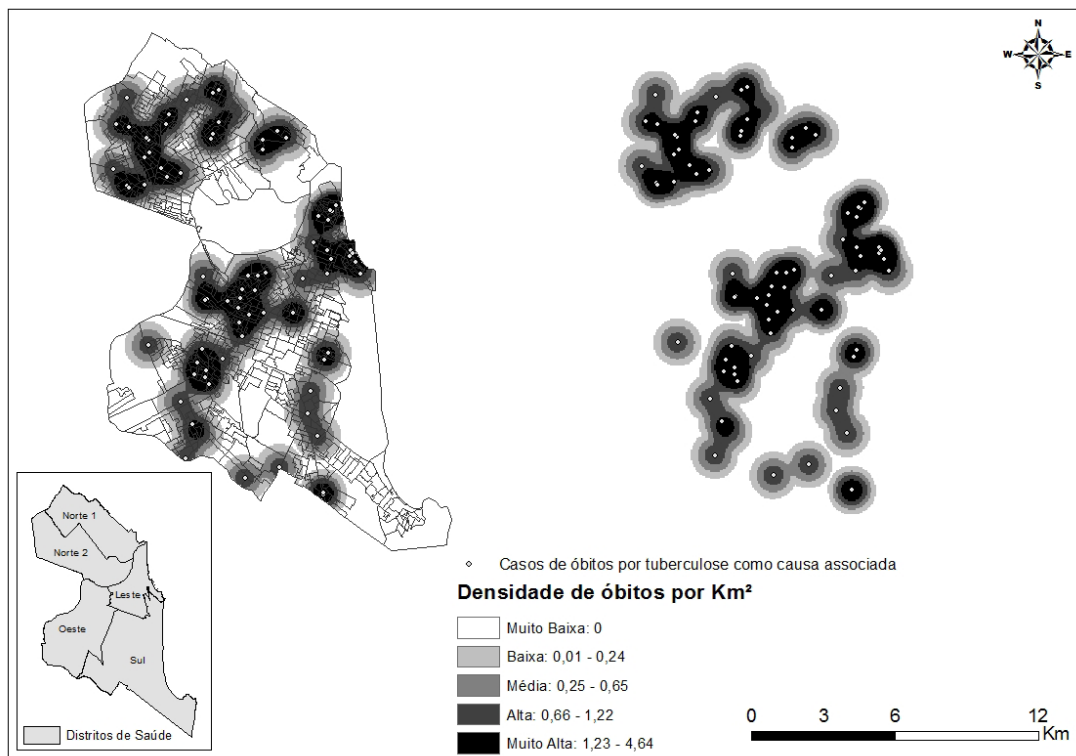 N
W E
S
Norte 1
Norte 2
Leste
Oeste
Sul
Distritos de Saúde
Casos de óbitos por tuberculose como causa associada
Densidade de óbitos por Km²
Muito Baixa: 0
Baixa: 0,01 - 0,24
Média: 0,25 - 0,65
Alta: 0,66 - 1,22
Muito Alta: 1,23 - 4,64
0 3 6 12
Km